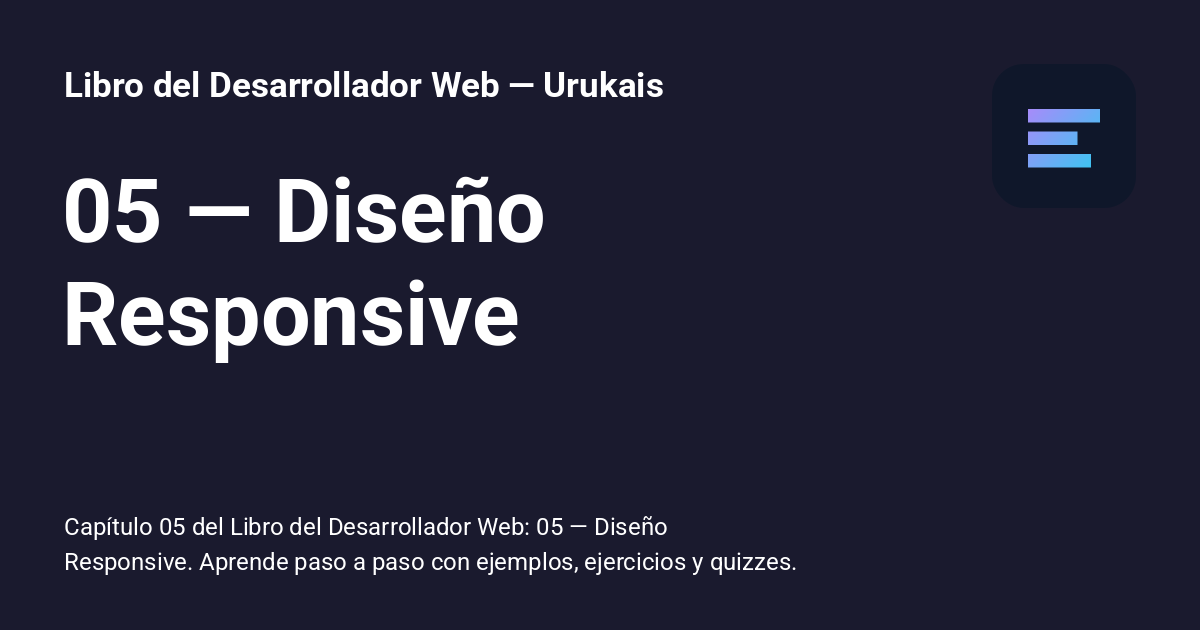 Libro del Desarrollador Web — Urukais
05 — Diseño
Responsive
Capítulo 05 del Libro del Desarrollador Web: 05 — Diseño
Responsive. Aprende paso a paso con ejemplos, ejercicios y quizzes.